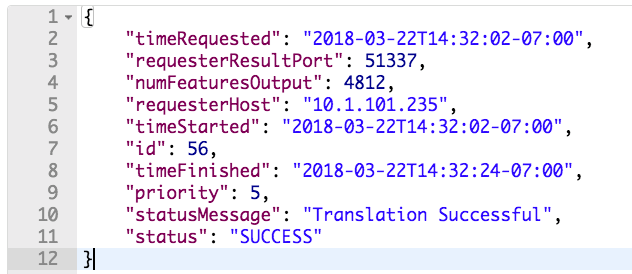 1 {
2 "timeRequested": "2018-03-22T14:32:02-07:00",
3 "requesterResultPort": 51337,
4 "numFeaturesOutput": 4812,
5 "requesterHost": "10.1.101.235",
6 "timeStarted": "2018-03-22T14:32:02-07:00",
7 "id": 56,
8 "timeFinished": "2018-03-22T14:32:24-07:00",
9 "priority": 5,
10 "statusMessage": "Translation Successful",
11 "status": "SUCCESS"
12 }